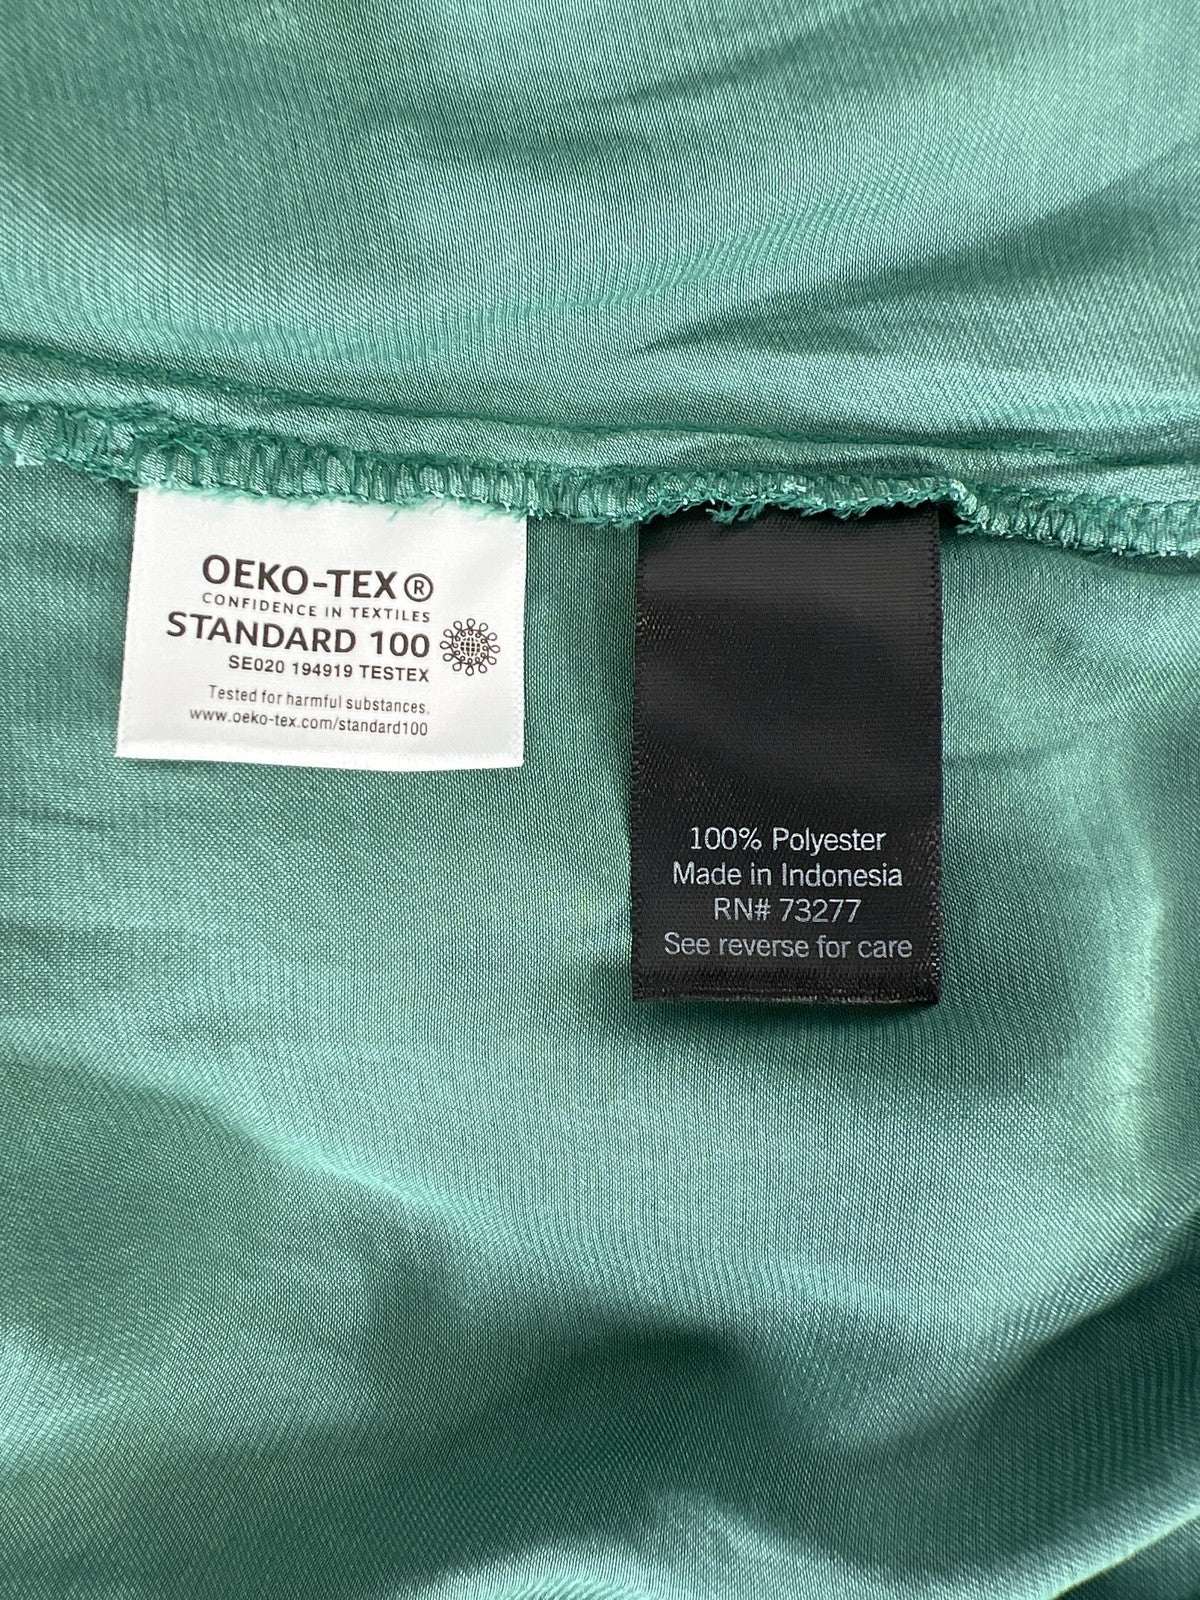 OEKO-TEX®
CONFIDENCE IN TEXTILES
STANDARD 100
SE020 194919 TESTEX
Tested for harmful substances.
www.oeko-tex.com/standard100
100% Polyester
Made in Indonesia
RN# 73277
See reverse for care